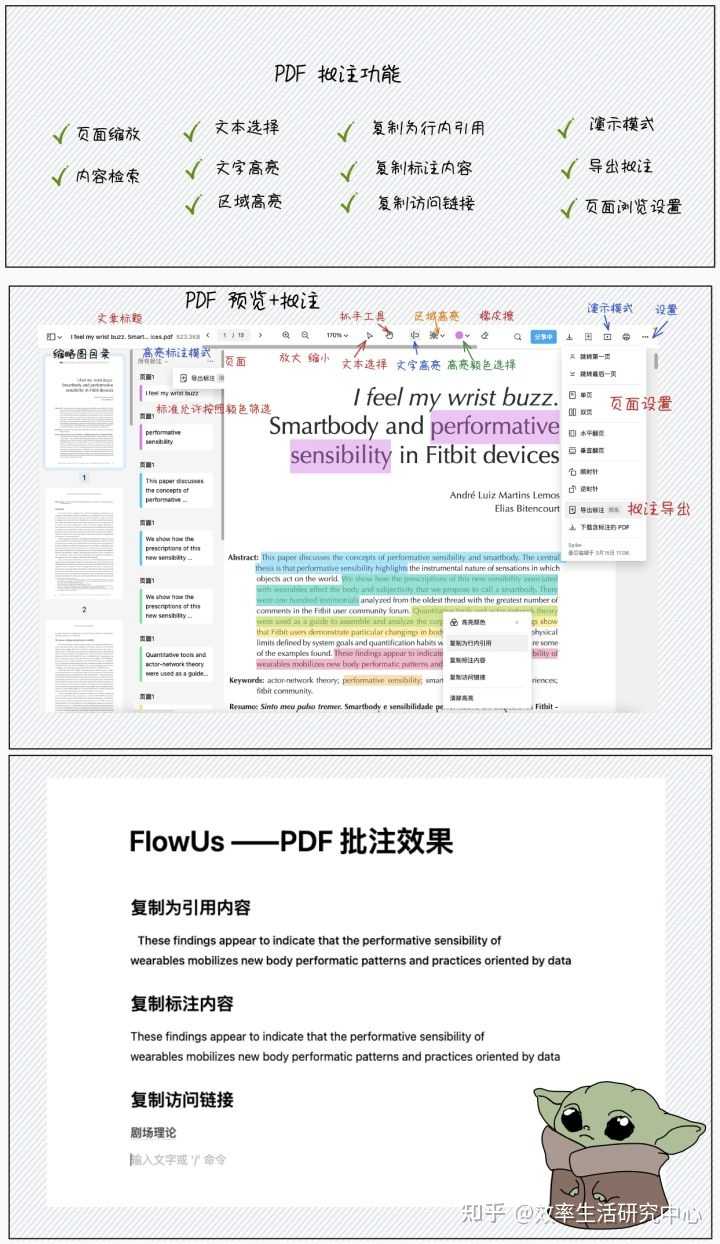 PDF 批注功能
页面缩放
文本选择
复制为行内引用
演示模式
内容检索
文字高亮
复制标注内容
导出批注
区域高亮
复制访问链接
页面浏览设置
PDF 预览+批注
文章标题
抓手工具
区域高亮
橡皮擦
演示模式
设置
I feel my wrist buzz. Smart...ices.pdf 523.3KB
1 / 19
170%
分享中
缩略图目录
高亮标注模式
页面
放大 缩小
文本选择
文字高亮
高亮颜色选择
导出标注
标准允许按照颜色筛选
页面1
I feel my wrist buzz
页面1
performative
sensibility
页面1
This paper discusses
the concepts of
performative ...
页面1
We show how the
prescriptions of this
new sensibility ...
页面1
We show how the
prescriptions of this
new sensibility ...
页面1
Quantitative tools and
actor-network theory
were used as a guide...
页面1
1
2
I feel my wrist buzz.
Smartbody and performative
sensibility in Fitbit devices
André Luiz Martins Lemos
Elias Bitencourt
Abstract: This paper discusses the concepts of performative sensibility and smartbody. The central
thesis is that performative sensibility highlights the instrumental nature of sensations in which
objects act on the world. We show how the prescriptions of this new sensibility associated
with wearables affect the body and subjectivity that we propose to call a smartbody. There
were one hundred testimonials analyzed from the oldest thread with the greatest number of
comments in the Fitbit user community forum. Quantitative tools and actor-network theory
were used as a guide to assemble and analyze the
show
that Fitbit users demonstrate particular changings in
physical
limits defined by system goals and quantification habits
are some
of the examples found. These findings appear to indicate
ibility of
wearables mobilizes new body performatic patterns and
Keywords: actor-network theory; performative sensibility;
riences;
fitbit community.
Resumo: Sinto meu pulso tremer. Smartbody e sensibilidade
Fitbit –
高亮颜色
复制为行内引用
复制标注内容
复制访问链接
清除高亮
跳转第一页
跳转最后一页
单页
双页
页面设置
水平翻页
垂直翻页
顺时针
逆时针
导出标注
批注导出
下载含标注的 PDF
FlowUs ——PDF 批注效果
复制为引用内容
These findings appear to indicate that the performative sensibility of
wearables mobilizes new body performatic patterns and practices oriented by data
复制标注内容
These findings appear to indicate that the performative sensibility of
wearables mobilizes new body performatic patterns and practices oriented by data
复制访问链接
剧场理论
输入文字或 '/' 命令
知乎 @效率生活研究中心